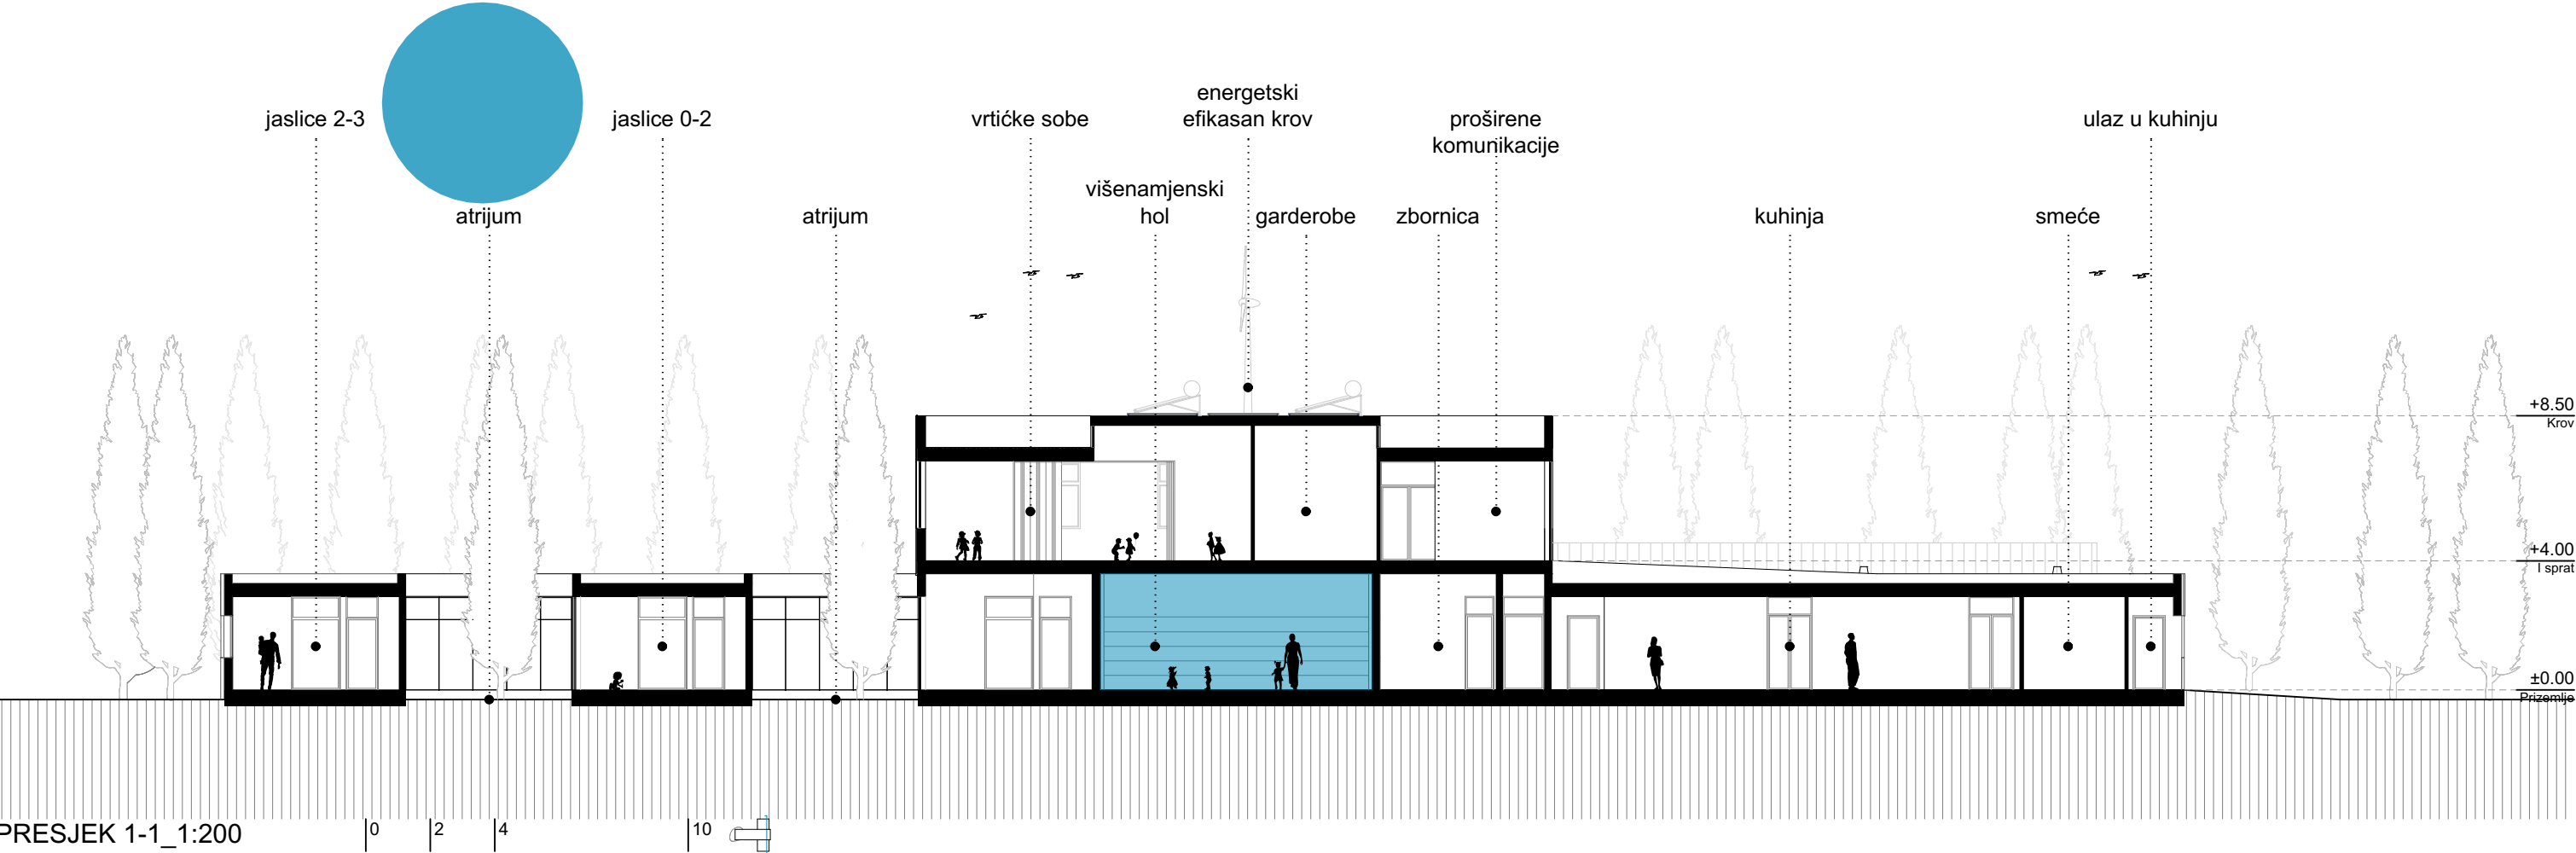 energetski
efikasan krov
jaslice 2-3
jaslice 0-2
vrtićke sobe
proširene
komunikacije
ulaz u kuhinju
višenamjenski
hol
atrijum
atrijum
garderobe
zbornica
kuhinja
smeće
+8.50
Krov
+4.00
I sprat
±0.00
Prizemlje
PRESJEK 1-1_1:200
0
2
4
10